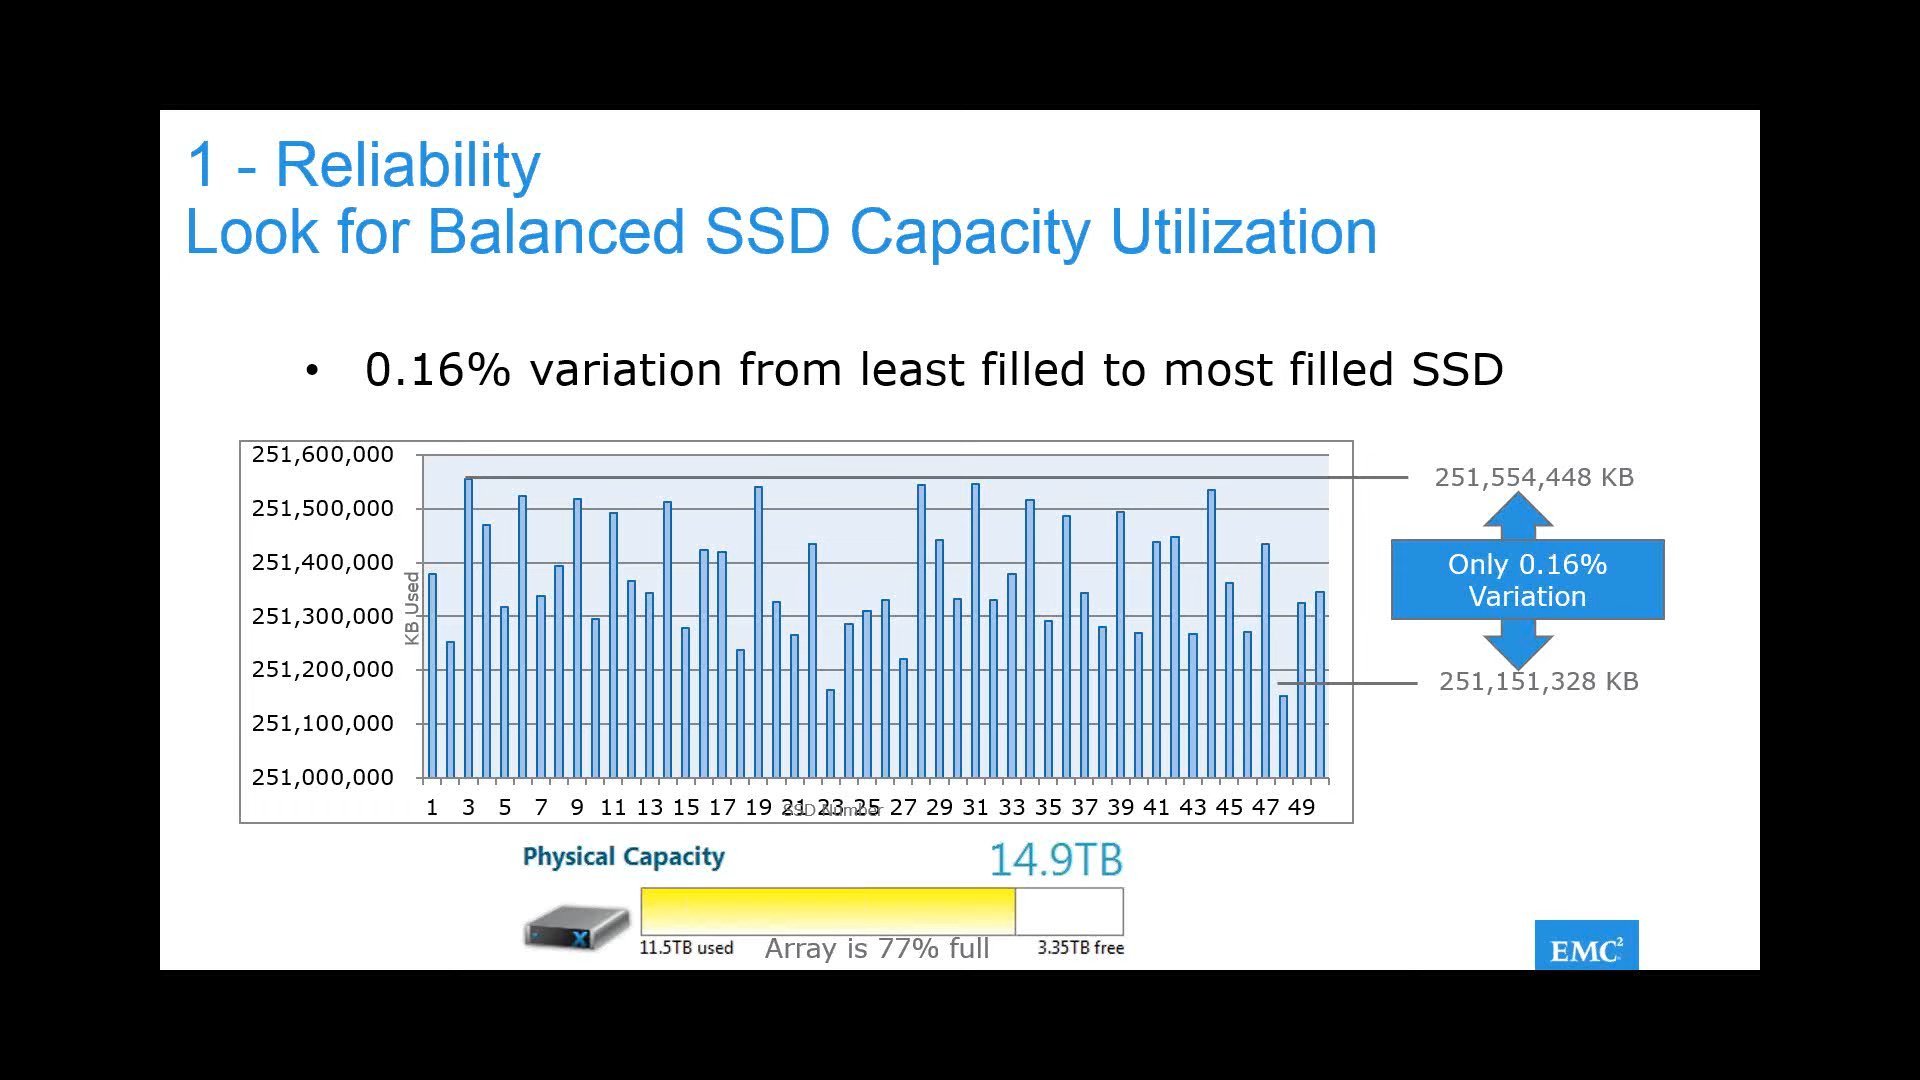 1 - Reliability
Look for Balanced SSD Capacity Utilization
• 0.16% variation from least filled to most filled SSD
251,600,000
251,500,000
251,400,000
251,300,000
251,200,000
251,100,000
251,000,000
KB Used
1 3 5 7 9 11 13 15 17 19 21 23 25 27 29 31 33 35 37 39 41 43 45 47 49
SSD Number
251,554,448 KB
Only 0.16%
Variation
251,151,328 KB
Physical Capacity
14.9TB
X
11.5TB used
Array is 77% full
3.35TB free
EMC²